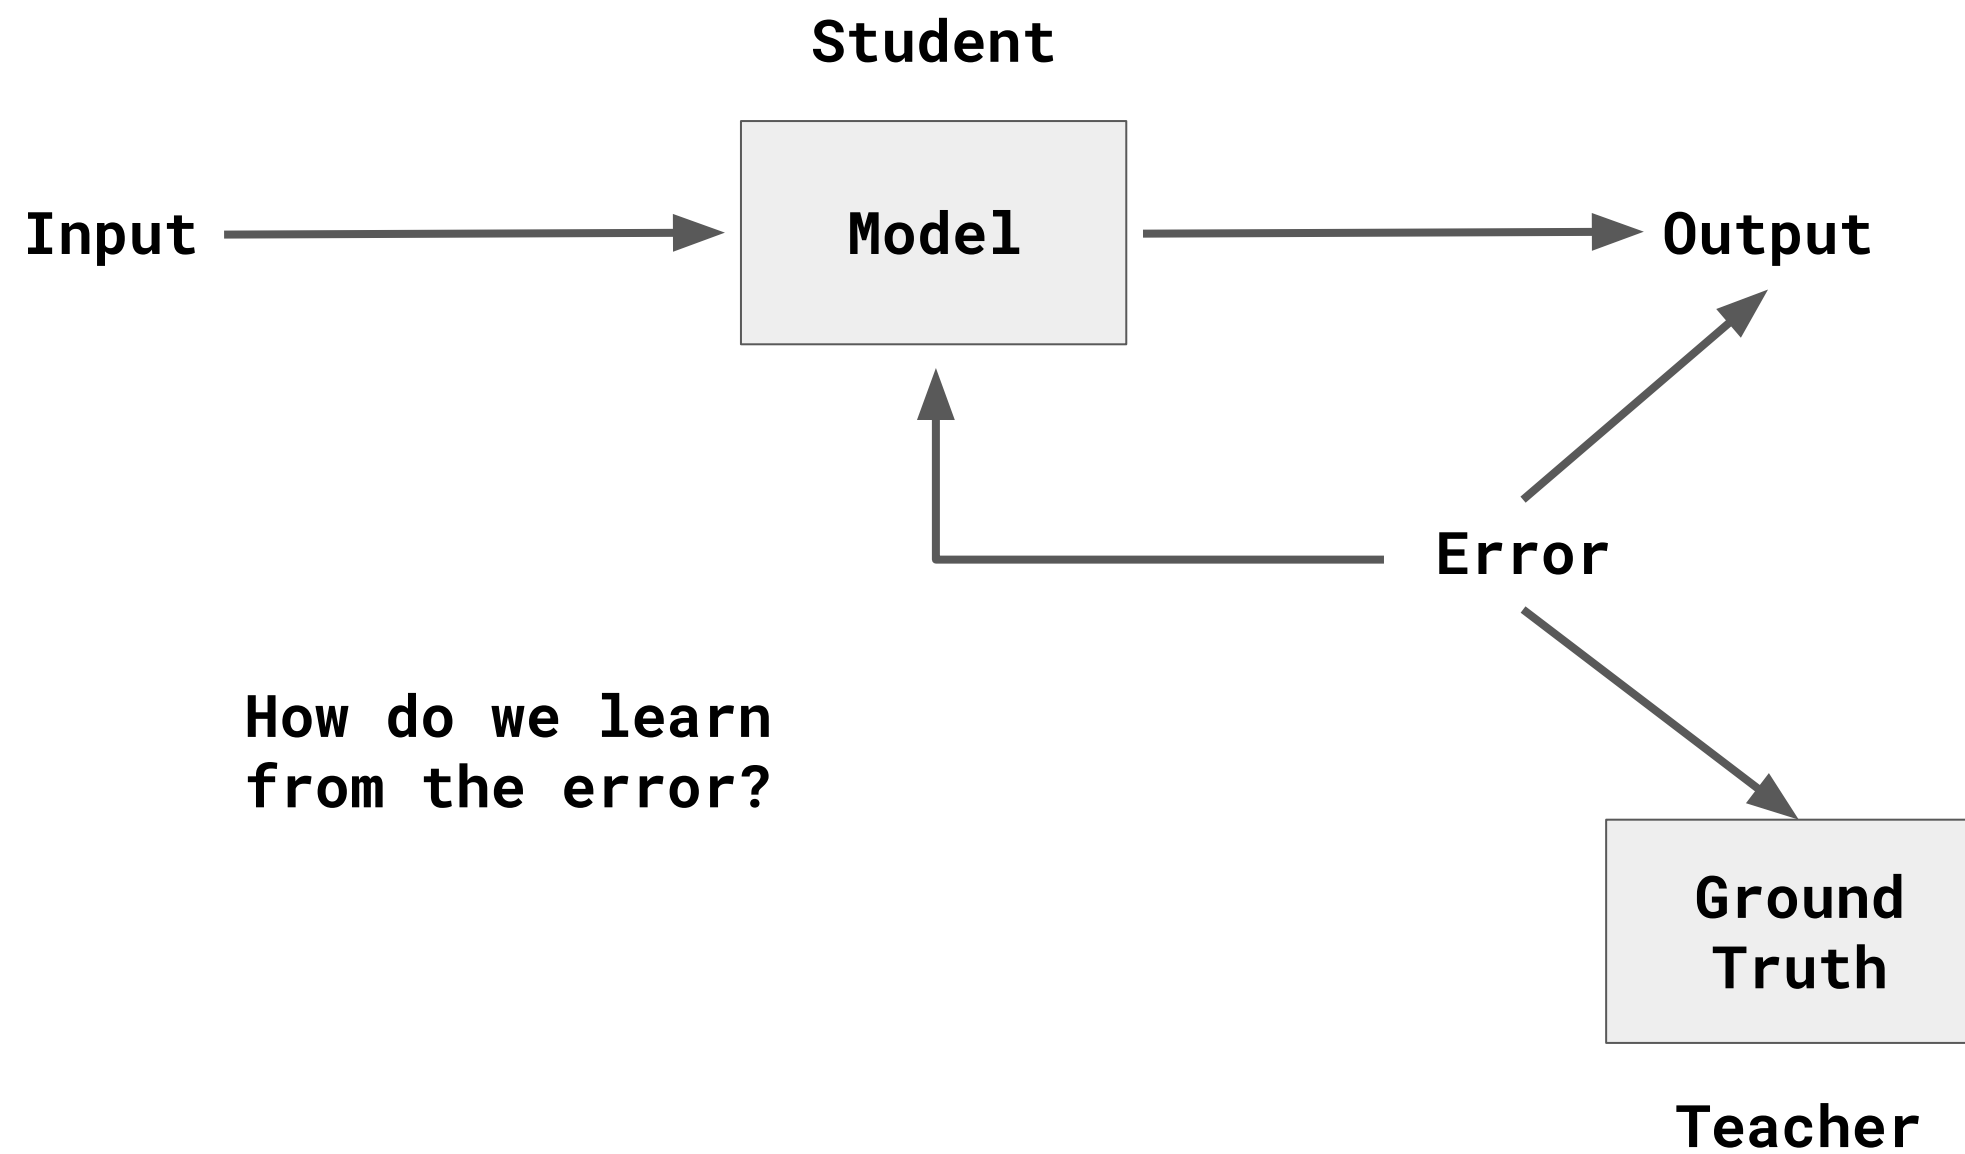 Student
Input
Model
Output
Error
How do we learn
from the error?
Ground
Truth
Teacher